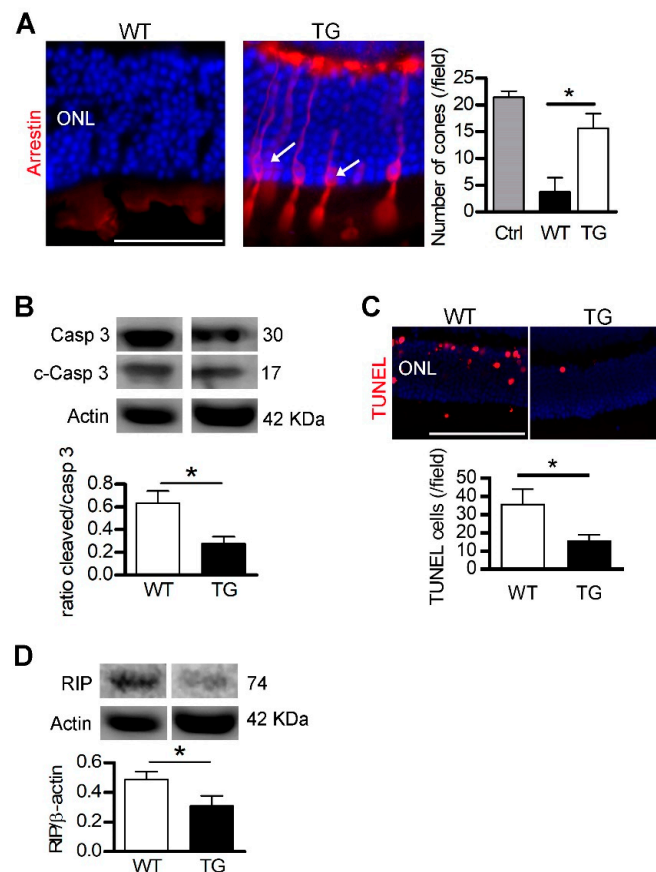 A
WT
TG
ONL
Arrestin
Number of cones (/field)
25
20
15
10
5
0
*
Ctrl
WT
TG
B
Casp 3
30
c-Casp 3
17
Actin
42 KDa
ratio cleaved/casp 3
0.8
0.6
0.4
0.2
0.0
*
WT
TG
C
WT
TG
ONL
TUNEL
TUNEL cells (/field)
50
40
30
20
10
0
*
WT
TG
D
RIP
74
Actin
42 KDa
RIP/β-actin
0.6
0.4
0.2
0.0
*
WT
TG